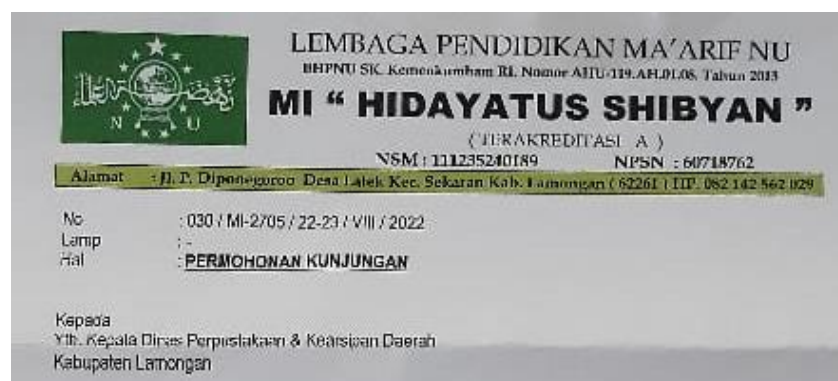 LEMBAGA PENDIDIKAN MA'ARIF NU
BHPNU SK. Kemenkumham RI. Nomor AHU-119.AH.01.08. Tahun 2013
MI “ HIDAYATUS SHIBYAN ”
( TERAKREDITASI A )
NSM : 111235240189 NPSN : 60718762
Alamat : Jl. P. Diponegoroo Desa Latek Kec. Sekaran Kab. Lamongan ( 62261 ) HP. 082 142 562 029
N U
No : 030 / MI-2705 / 22-23 / VIII / 2022
Lamp : -
Hal : PERMOHONAN KUNJUNGAN
Kepada
Yth. Kepala Dinas Perpustakaan & Kearsipan Daerah
Kabupaten Lamongan